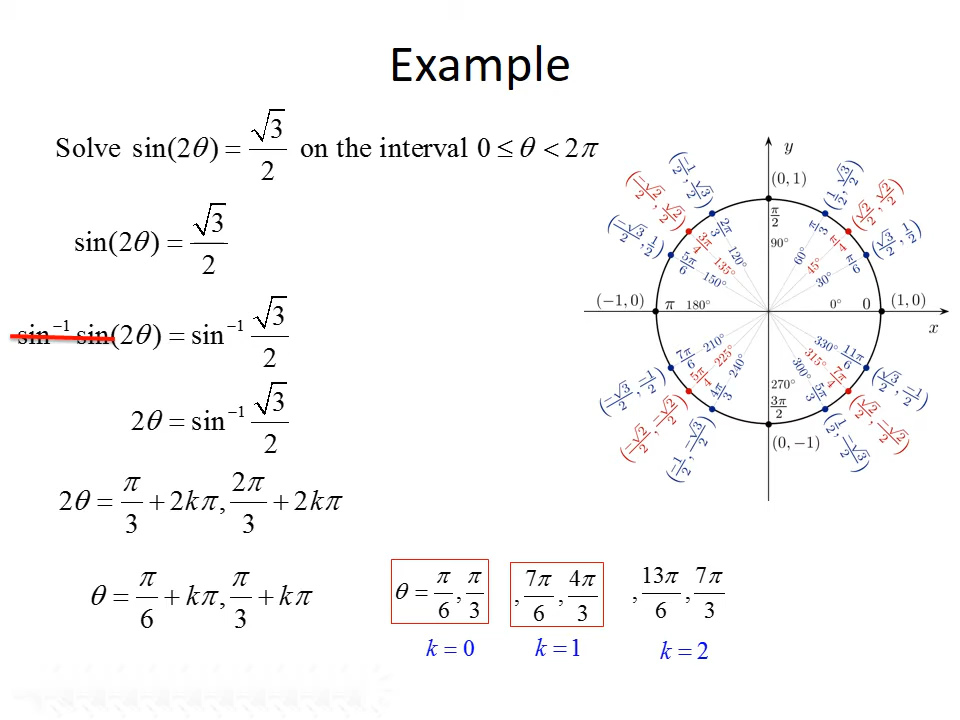 Example
Solve sin(2θ) = √3/2 on the interval 0 ≤ θ < 2π
sin(2θ) = √3/2
sin⁻¹ sin(2θ) = sin⁻¹ √3/2
2θ = sin⁻¹ √3/2
2θ = π/3 + 2kπ, 2π/3 + 2kπ
θ = π/6 + kπ, π/3 + kπ
θ = π/6, π/3
, 7π/6, 4π/3
, 13π/6, 7π/3
k = 0
k = 1
k = 2
y
(0, 1)
π/2
90°
(1/2, √3/2)
π/3
60°
(√2/2, √2/2)
π/4
45°
(√3/2, 1/2)
π/6
30°
(−1/2, √3/2)
2π/3
120°
(−√2/2, √2/2)
3π/4
135°
(−√3/2, 1/2)
5π/6
150°
(−1, 0)
π
180°
0°
0
(1, 0)
x
7π/6
210°
(−√3/2, −1/2)
5π/4
225°
(−√2/2, −√2/2)
4π/3
240°
(−1/2, −√3/2)
270°
3π/2
(0, −1)
300°
5π/3
(1/2, −√3/2)
315°
7π/4
(√2/2, −√2/2)
330°
11π/6
(√3/2, −1/2)